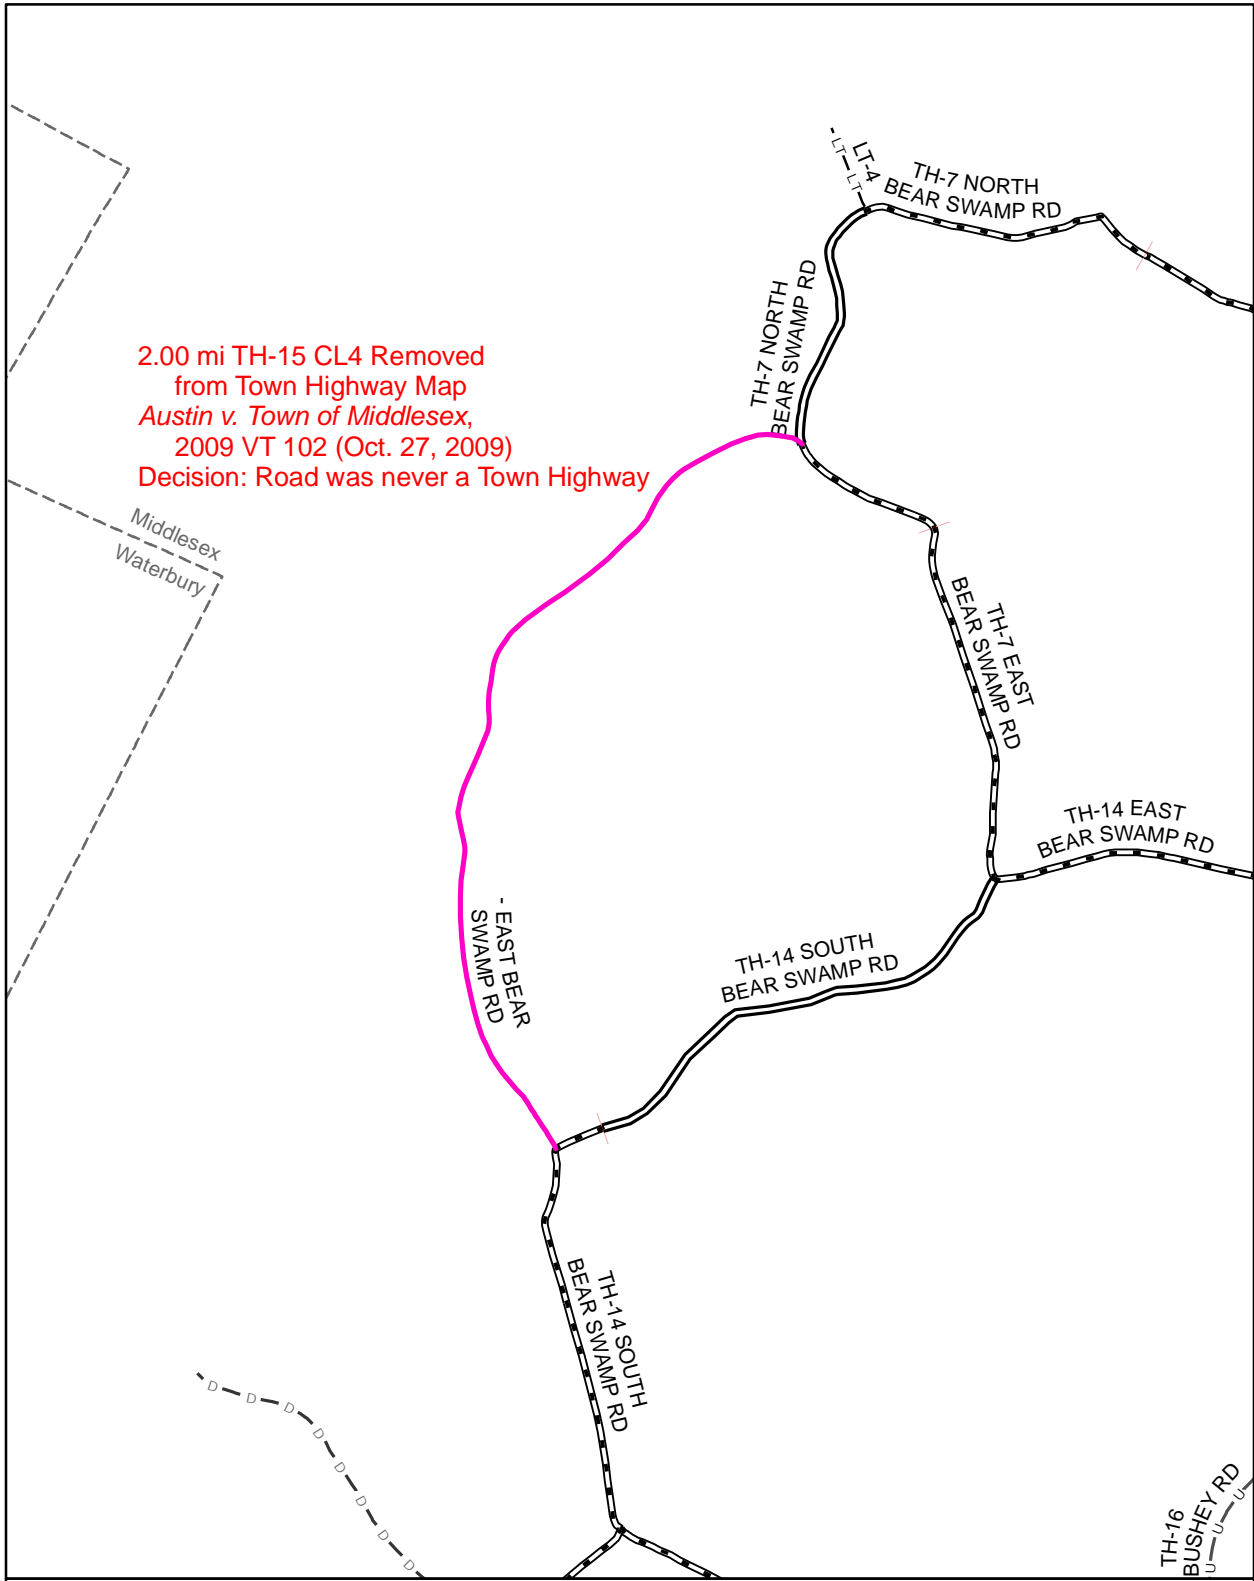 LT
LT
LT-4
TH-7 NORTH
BEAR SWAMP RD
TH-7 NORTH
BEAR SWAMP RD
2.00 mi TH-15 CL4 Removed
from Town Highway Map
Austin v. Town of Middlesex,
2009 VT 102 (Oct. 27, 2009)
Decision: Road was never a Town Highway
Middlesex
Waterbury
TH-7 EAST
BEAR SWAMP RD
TH-14 EAST
BEAR SWAMP RD
- EAST BEAR
SWAMP RD
TH-14 SOUTH
BEAR SWAMP RD
TH-14 SOUTH
BEAR SWAMP RD
D
D
D
D
D
D
D
D
TH-16
BUSHEY RD
U
U
U